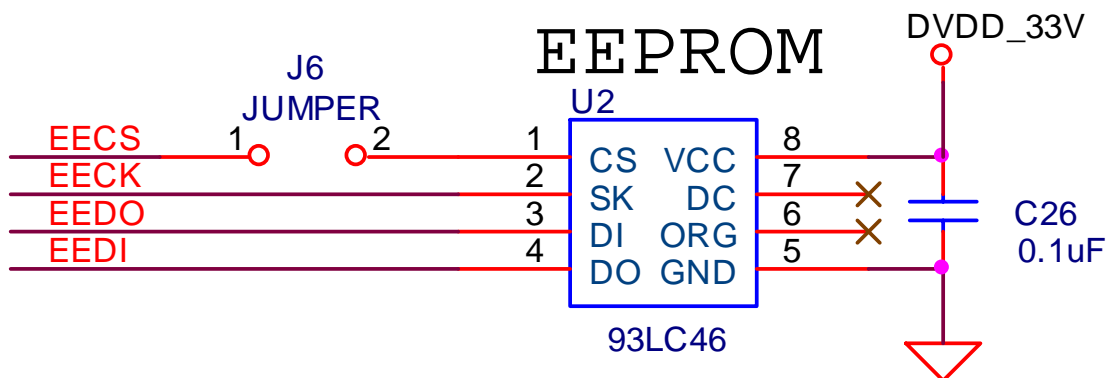 EEPROM
DVDD_33V
J6
JUMPER
U2
EECS 1 2 1 CS VCC 8
EECK 2 SK DC 7
EEDO 3 DI ORG 6
EEDI 4 DO GND 5
C26
0.1uF
93LC46